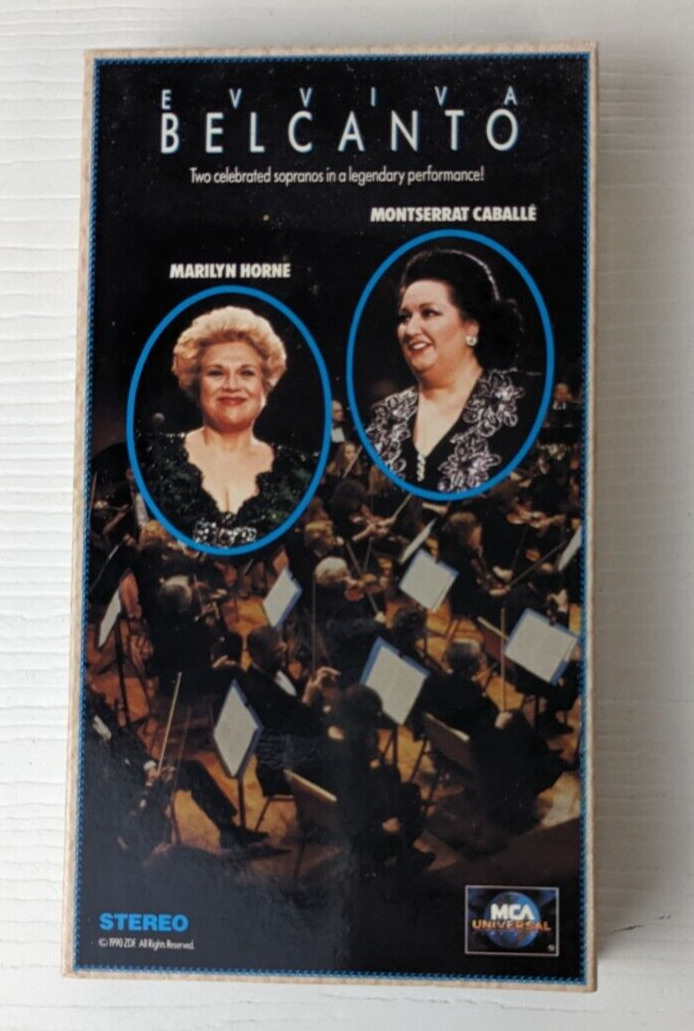 EVVIVA
BELCANTO
Two celebrated sopranos in a legendary performance!
MONTSERRAT CABALLÉ
MARILYN HORNE
STEREO
© 1990 ZDF. All Rights Reserved.
MCA
UNIVERSAL